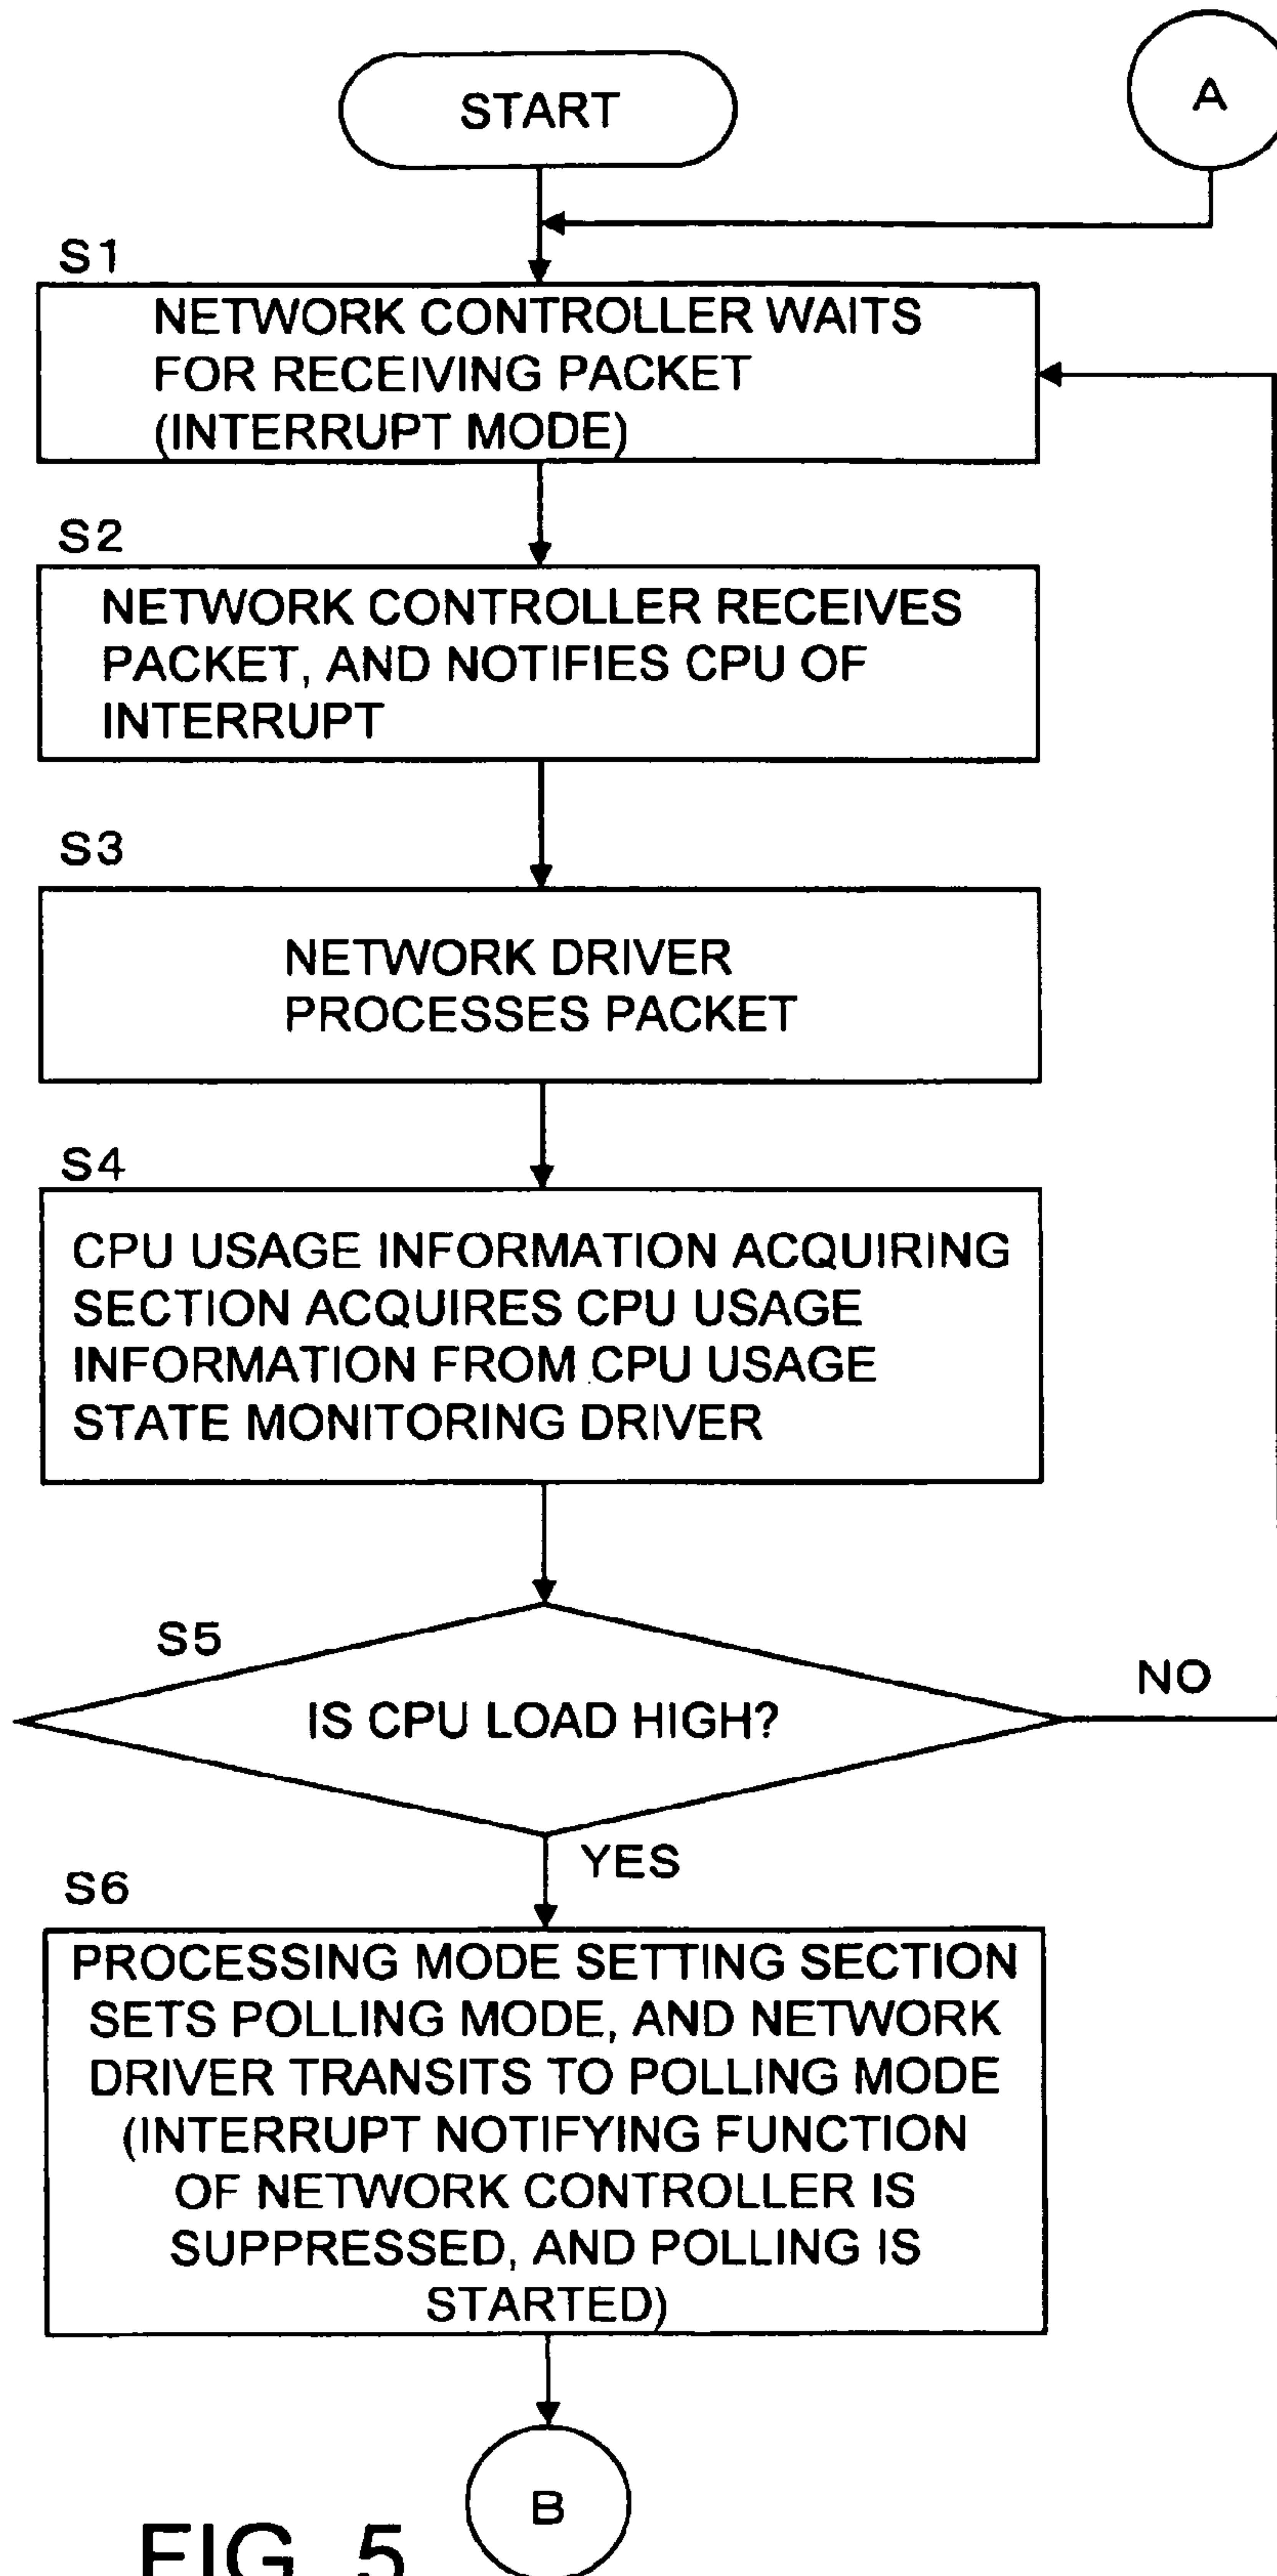 START
A
S1
NETWORK CONTROLLER WAITS
FOR RECEIVING PACKET
(INTERRUPT MODE)
S2
NETWORK CONTROLLER RECEIVES
PACKET, AND NOTIFIES CPU OF
INTERRUPT
S3
NETWORK DRIVER
PROCESSES PACKET
S4
CPU USAGE INFORMATION ACQUIRING
SECTION ACQUIRES CPU USAGE
INFORMATION FROM CPU USAGE
STATE MONITORING DRIVER
S5
IS CPU LOAD HIGH?
NO
YES
S6
PROCESSING MODE SETTING SECTION
SETS POLLING MODE, AND NETWORK
DRIVER TRANSITS TO POLLING MODE
(INTERRUPT NOTIFYING FUNCTION
OF NETWORK CONTROLLER IS
SUPPRESSED, AND POLLING IS
STARTED)
B
FIG. 5